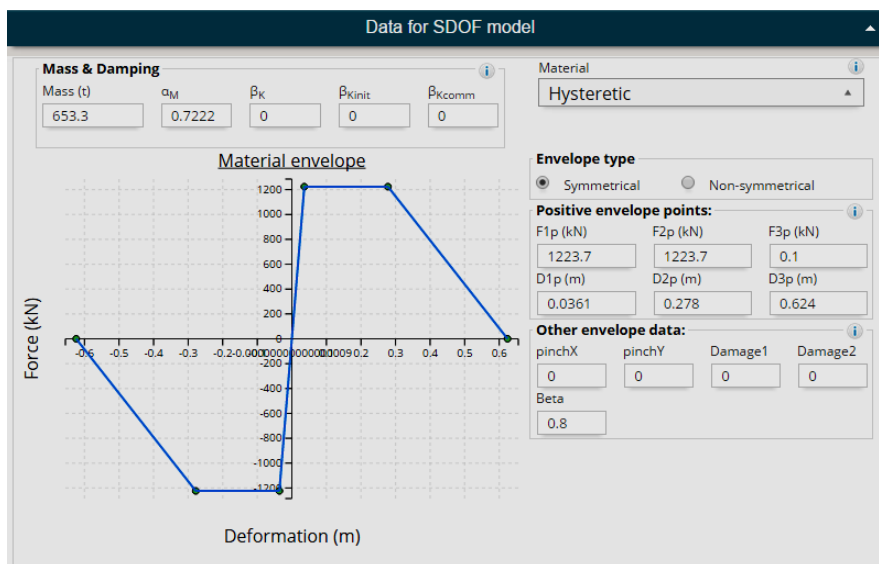 Data for SDOF model
Mass & Damping
Mass (t) αM βK βKinit βKcomm
653.3 0.7222 0 0 0
Material
Hysteretic
Material envelope
Envelope type
Symmetrical Non-symmetrical
Positive envelope points:
F1p (kN) F2p (kN) F3p (kN)
1223.7 1223.7 0.1
D1p (m) D2p (m) D3p (m)
0.0361 0.278 0.624
Other envelope data:
pinchX pinchY Damage1 Damage2
0 0 0 0
Beta
0.8
Force (kN)
1200
1000
800
600
400
200
0
-200
-400
-600
-800
-1000
-1200
-0.6 -0.5 -0.4 -0.3 -0.2 0.2 0.3 0.4 0.5 0.6
Deformation (m)